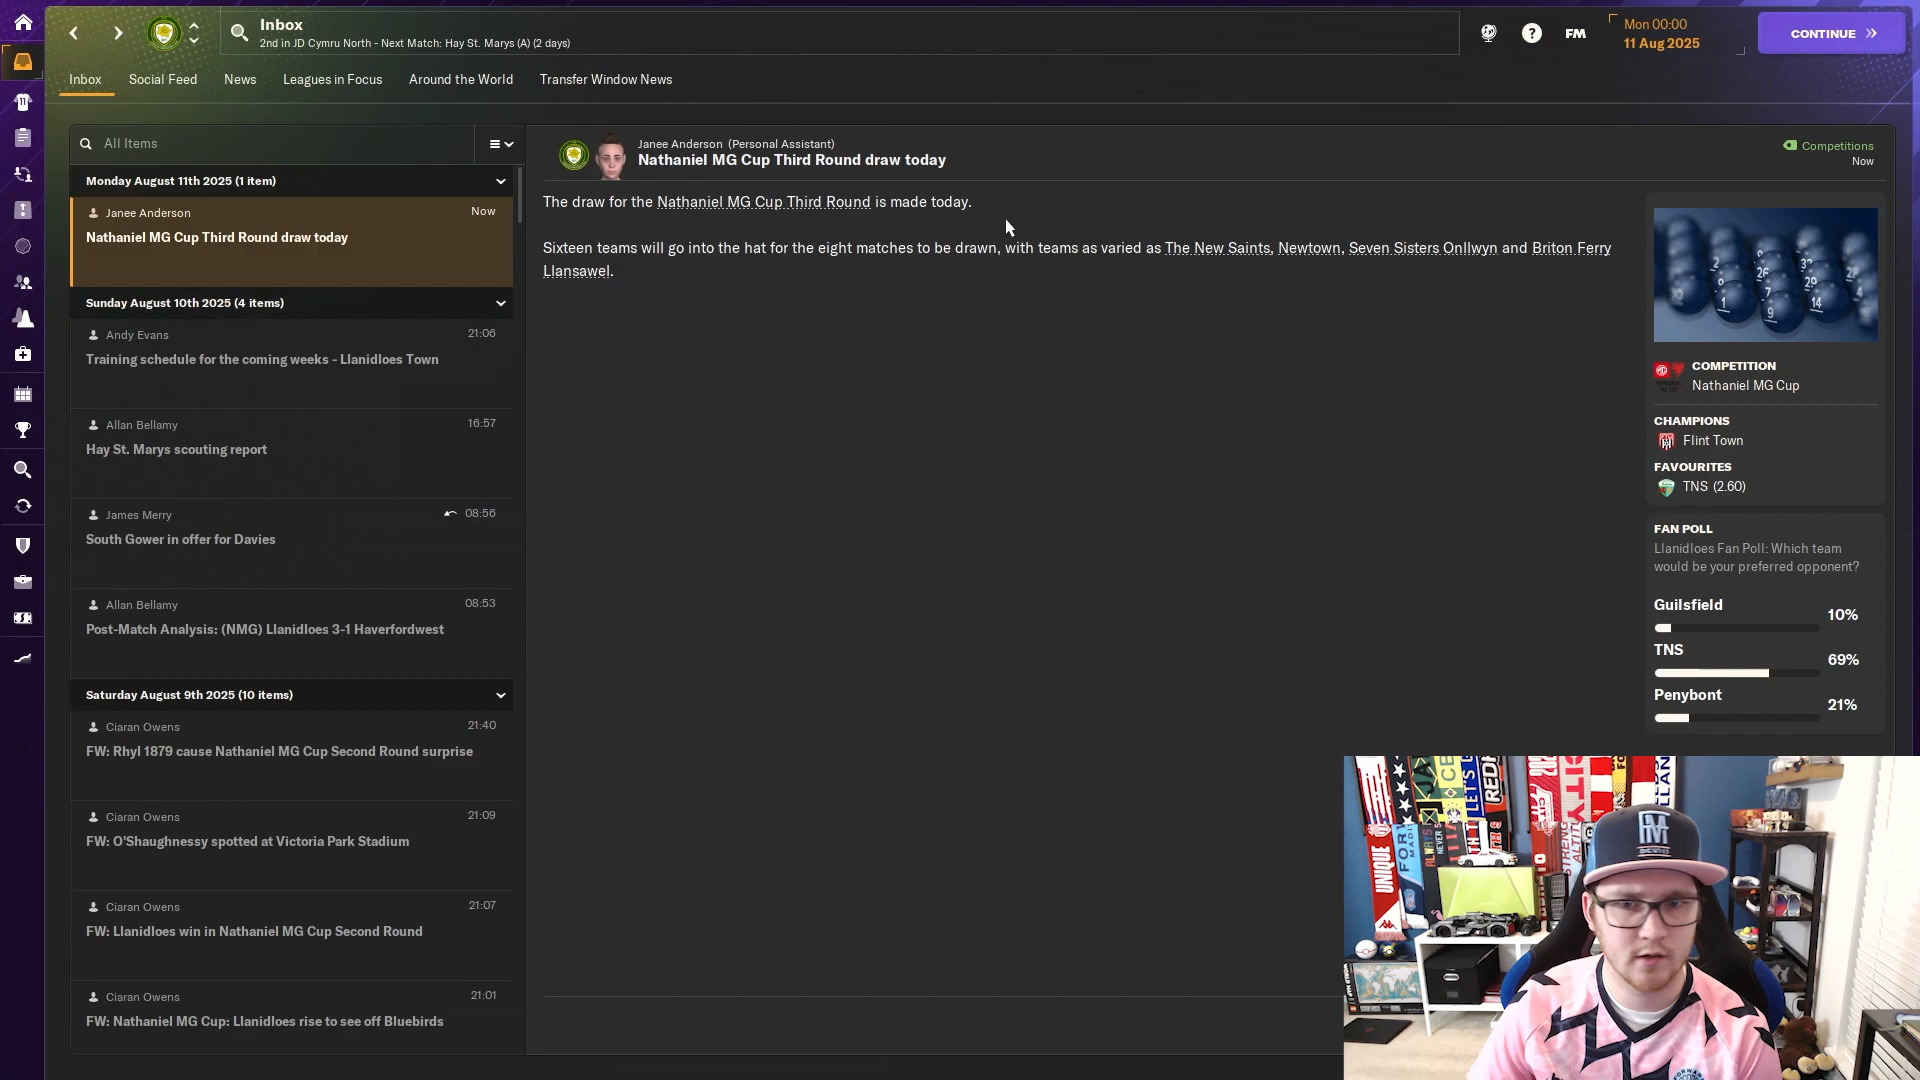 Inbox
2nd in JD Cymru North - Next Match: Hay St. Marys (A) (2 days)
FM
Mon 00:00
11 Aug 2025
CONTINUE
Inbox
Social Feed
News
Leagues in Focus
Around the World
Transfer Window News
All Items
Monday August 11th 2025 (1 item)
Janee Anderson
Now
Nathaniel MG Cup Third Round draw today
Sunday August 10th 2025 (4 items)
Andy Evans
21:06
Training schedule for the coming weeks - Llanidloes Town
Allan Bellamy
16:57
Hay St. Marys scouting report
James Merry
08:56
South Gower in offer for Davies
Allan Bellamy
08:53
Post-Match Analysis: (NMG) Llanidloes 3-1 Haverfordwest
Saturday August 9th 2025 (10 items)
Ciaran Owens
21:40
FW: Rhyl 1879 cause Nathaniel MG Cup Second Round surprise
Ciaran Owens
21:09
FW: O'Shaughnessy spotted at Victoria Park Stadium
Ciaran Owens
21:07
FW: Llanidloes win in Nathaniel MG Cup Second Round
Ciaran Owens
21:01
FW: Nathaniel MG Cup: Llanidloes rise to see off Bluebirds
Janee Anderson (Personal Assistant)
Nathaniel MG Cup Third Round draw today
Competitions
Now
The draw for the Nathaniel MG Cup Third Round is made today.
Sixteen teams will go into the hat for the eight matches to be drawn, with teams as varied as The New Saints, Newtown, Seven Sisters Onllwyn and Briton Ferry
Llansawel.
COMPETITION
Nathaniel MG Cup
CHAMPIONS
Flint Town
FAVOURITES
TNS (2.60)
FAN POLL
Llanidloes Fan Poll: Which team
would be your preferred opponent?
Guilsfield
10%
TNS
69%
Penybont
21%
UNIQUE
LET'S
CITY